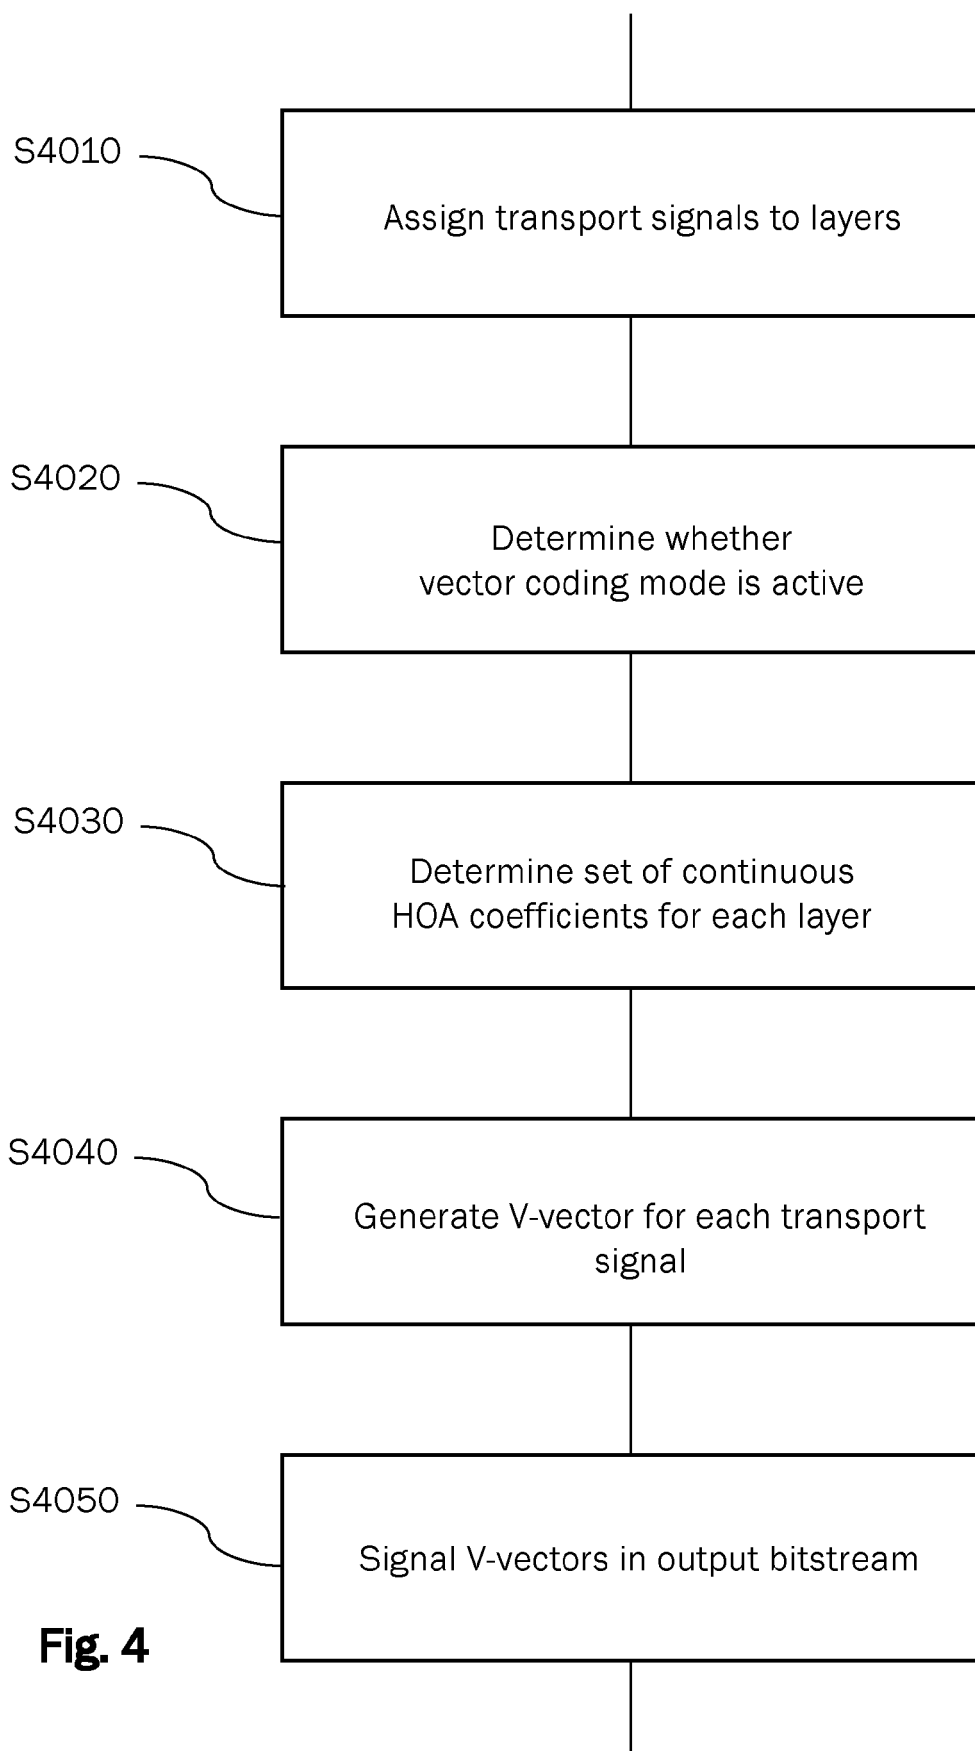 S4010
Assign transport signals to layers
S4020
Determine whether
vector coding mode is active
S4030
Determine set of continuous
HOA coefficients for each layer
S4040
Generate V-vector for each transport
signal
S4050
Signal V-vectors in output bitstream
Fig. 4